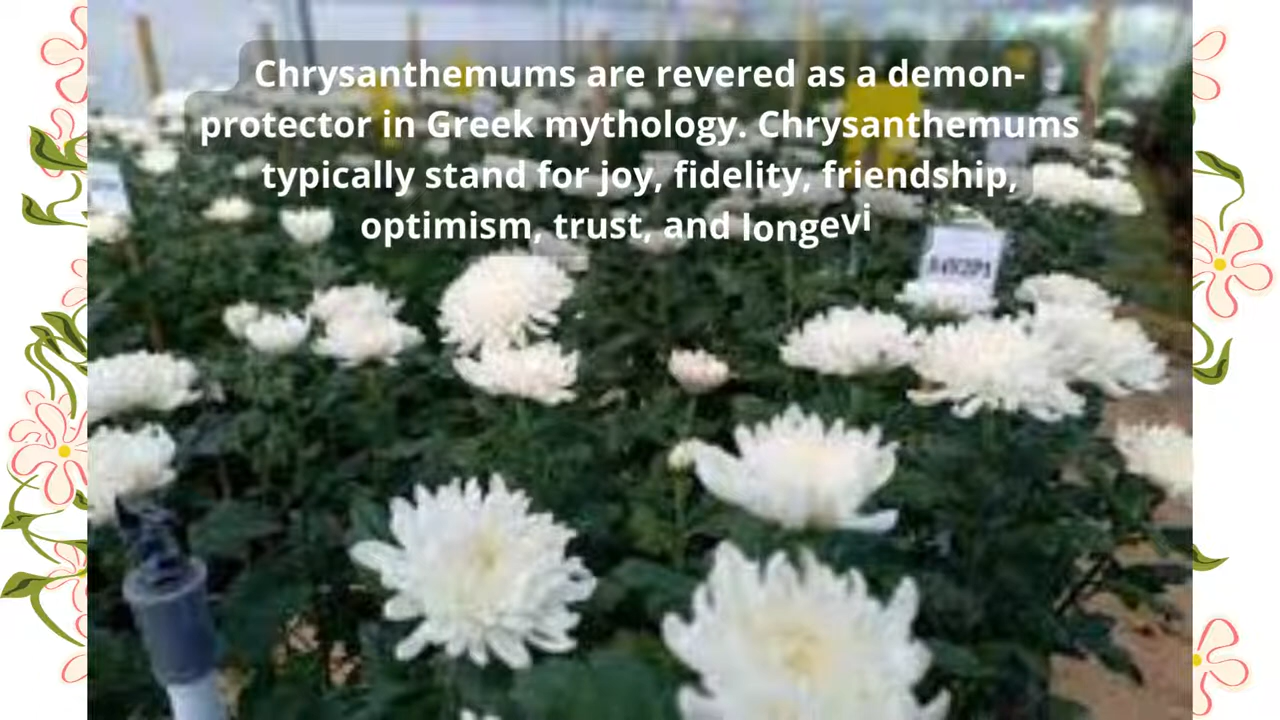 Chrysanthemums are revered as a demon-
protector in Greek mythology. Chrysanthemums
typically stand for joy, fidelity, friendship,
optimism, trust, and longevi